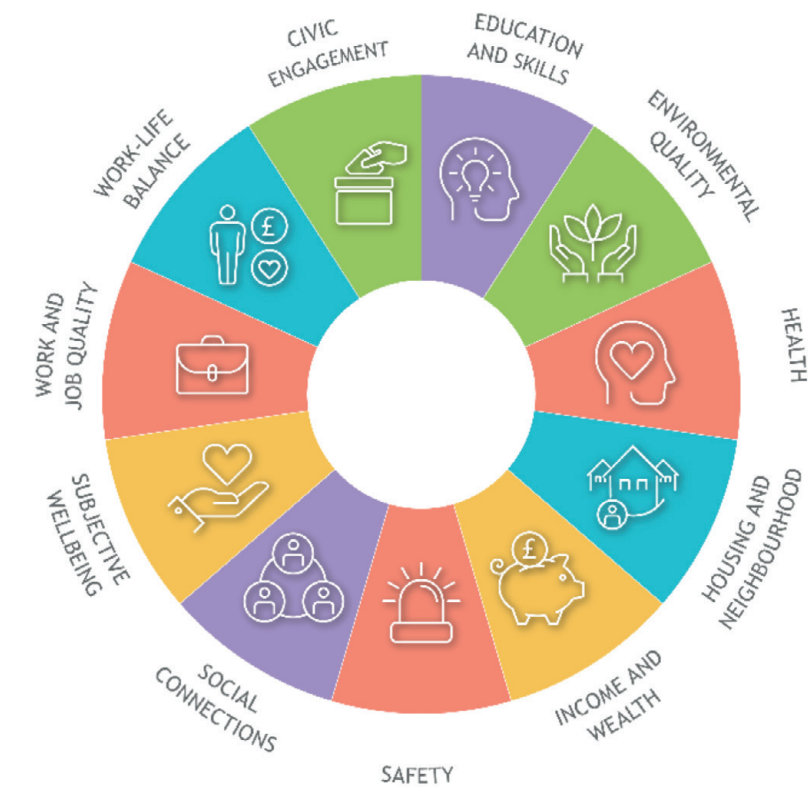 CIVIC
ENGAGEMENT
EDUCATION
AND SKILLS
ENVIRONMENTAL
QUALITY
HEALTH
HOUSING AND
NEIGHBOURHOOD
INCOME AND
WEALTH
SAFETY
SOCIAL
CONNECTIONS
SUBJECTIVE
WELLBEING
WORK AND
JOB QUALITY
WORK-LIFE
BALANCE
£
£